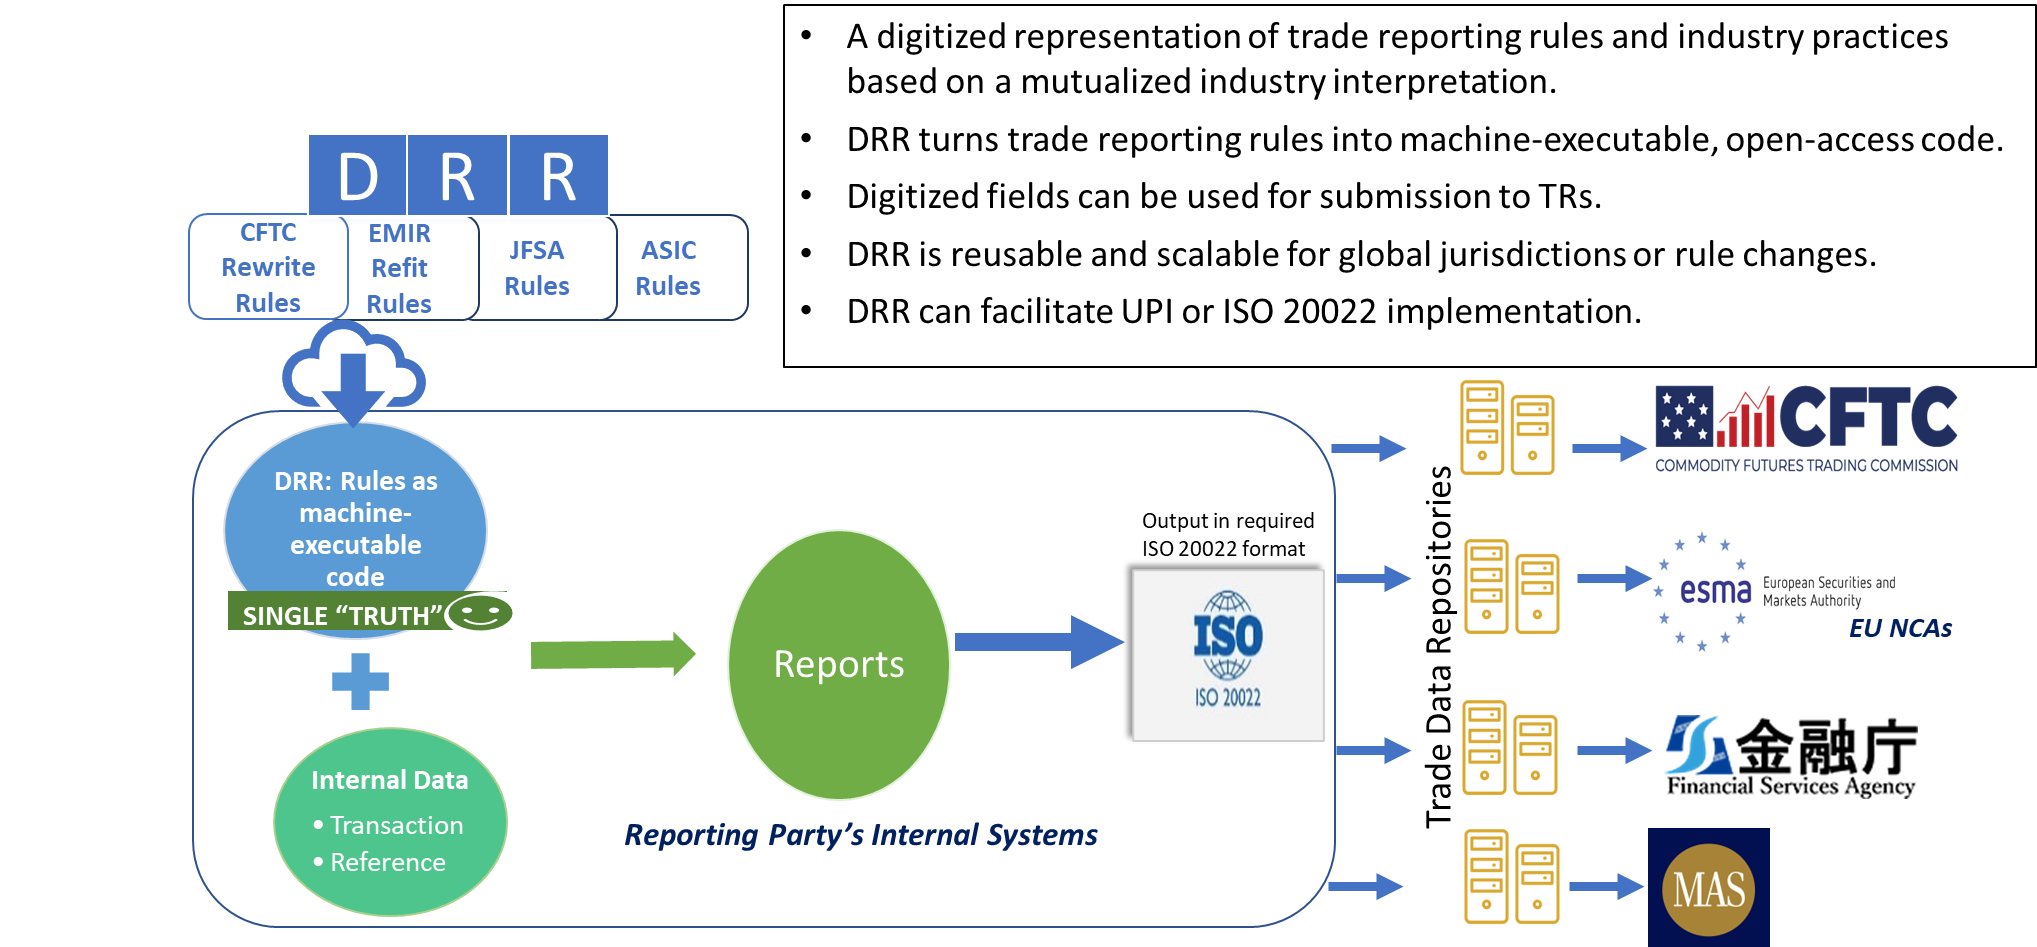 • A digitized representation of trade reporting rules and industry practices
based on a mutualized industry interpretation.
• DRR turns trade reporting rules into machine-executable, open-access code.
• Digitized fields can be used for submission to TRs.
• DRR is reusable and scalable for global jurisdictions or rule changes.
• DRR can facilitate UPI or ISO 20022 implementation.
D R R
CFTC
Rewrite
Rules
EMIR
Refit
Rules
JFSA
Rules
ASIC
Rules
DRR: Rules as
machine-
executable
code
SINGLE “TRUTH”
Internal Data
• Transaction
• Reference
Reports
Reporting Party’s Internal Systems
Output in required
ISO 20022 format
ISO
ISO 20022
Trade Data Repositories
CFTC
COMMODITY FUTURES TRADING COMMISSION
esma
European Securities and
Markets Authority
EU NCAs
金融庁
Financial Services Agency
MAS